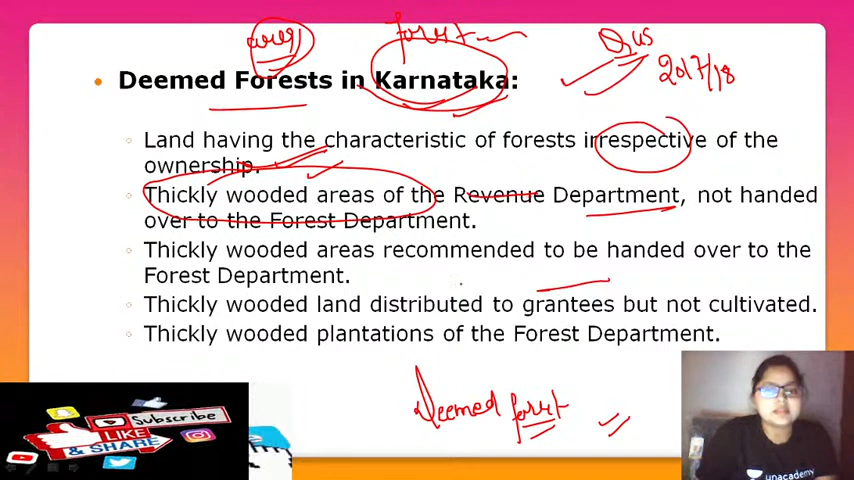 forest
Qus
2017/18
Deemed Forests in Karnataka:
Land having the characteristic of forests irrespective of the
ownership.
Thickly wooded areas of the Revenue Department, not handed
over to the Forest Department.
Thickly wooded areas recommended to be handed over to the
Forest Department.
Thickly wooded land distributed to grantees but not cultivated.
Thickly wooded plantations of the Forest Department.
Deemed forest
Subscribe
LIKE
& SHARE
unacademy